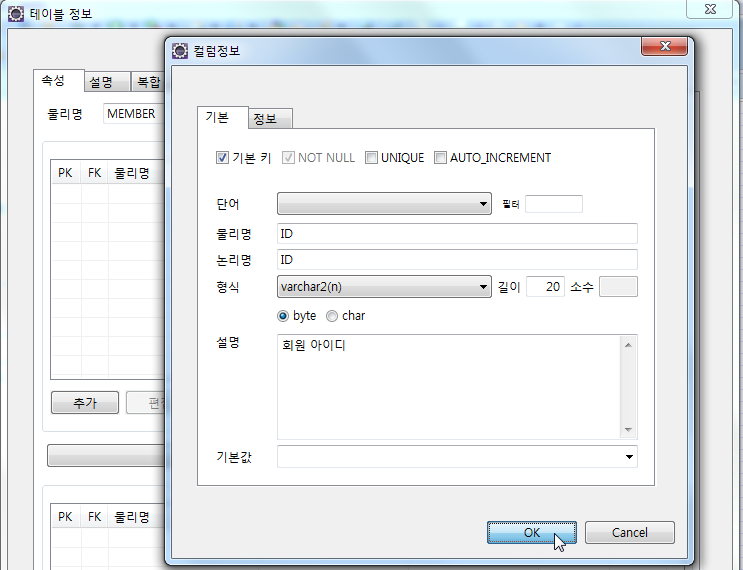 테이블 정보
컬럼정보
속성
설명
복합
물리명
MEMBER
PK FK 물리명
추가
PK FK 물리명
기본
정보
기본 키 NOT NULL UNIQUE AUTO_INCREMENT
단어 필터
물리명 ID
논리명 ID
형식 varchar2(n) 길이 20 소수
byte char
설명 회원 아이디
기본값
OK Cancel